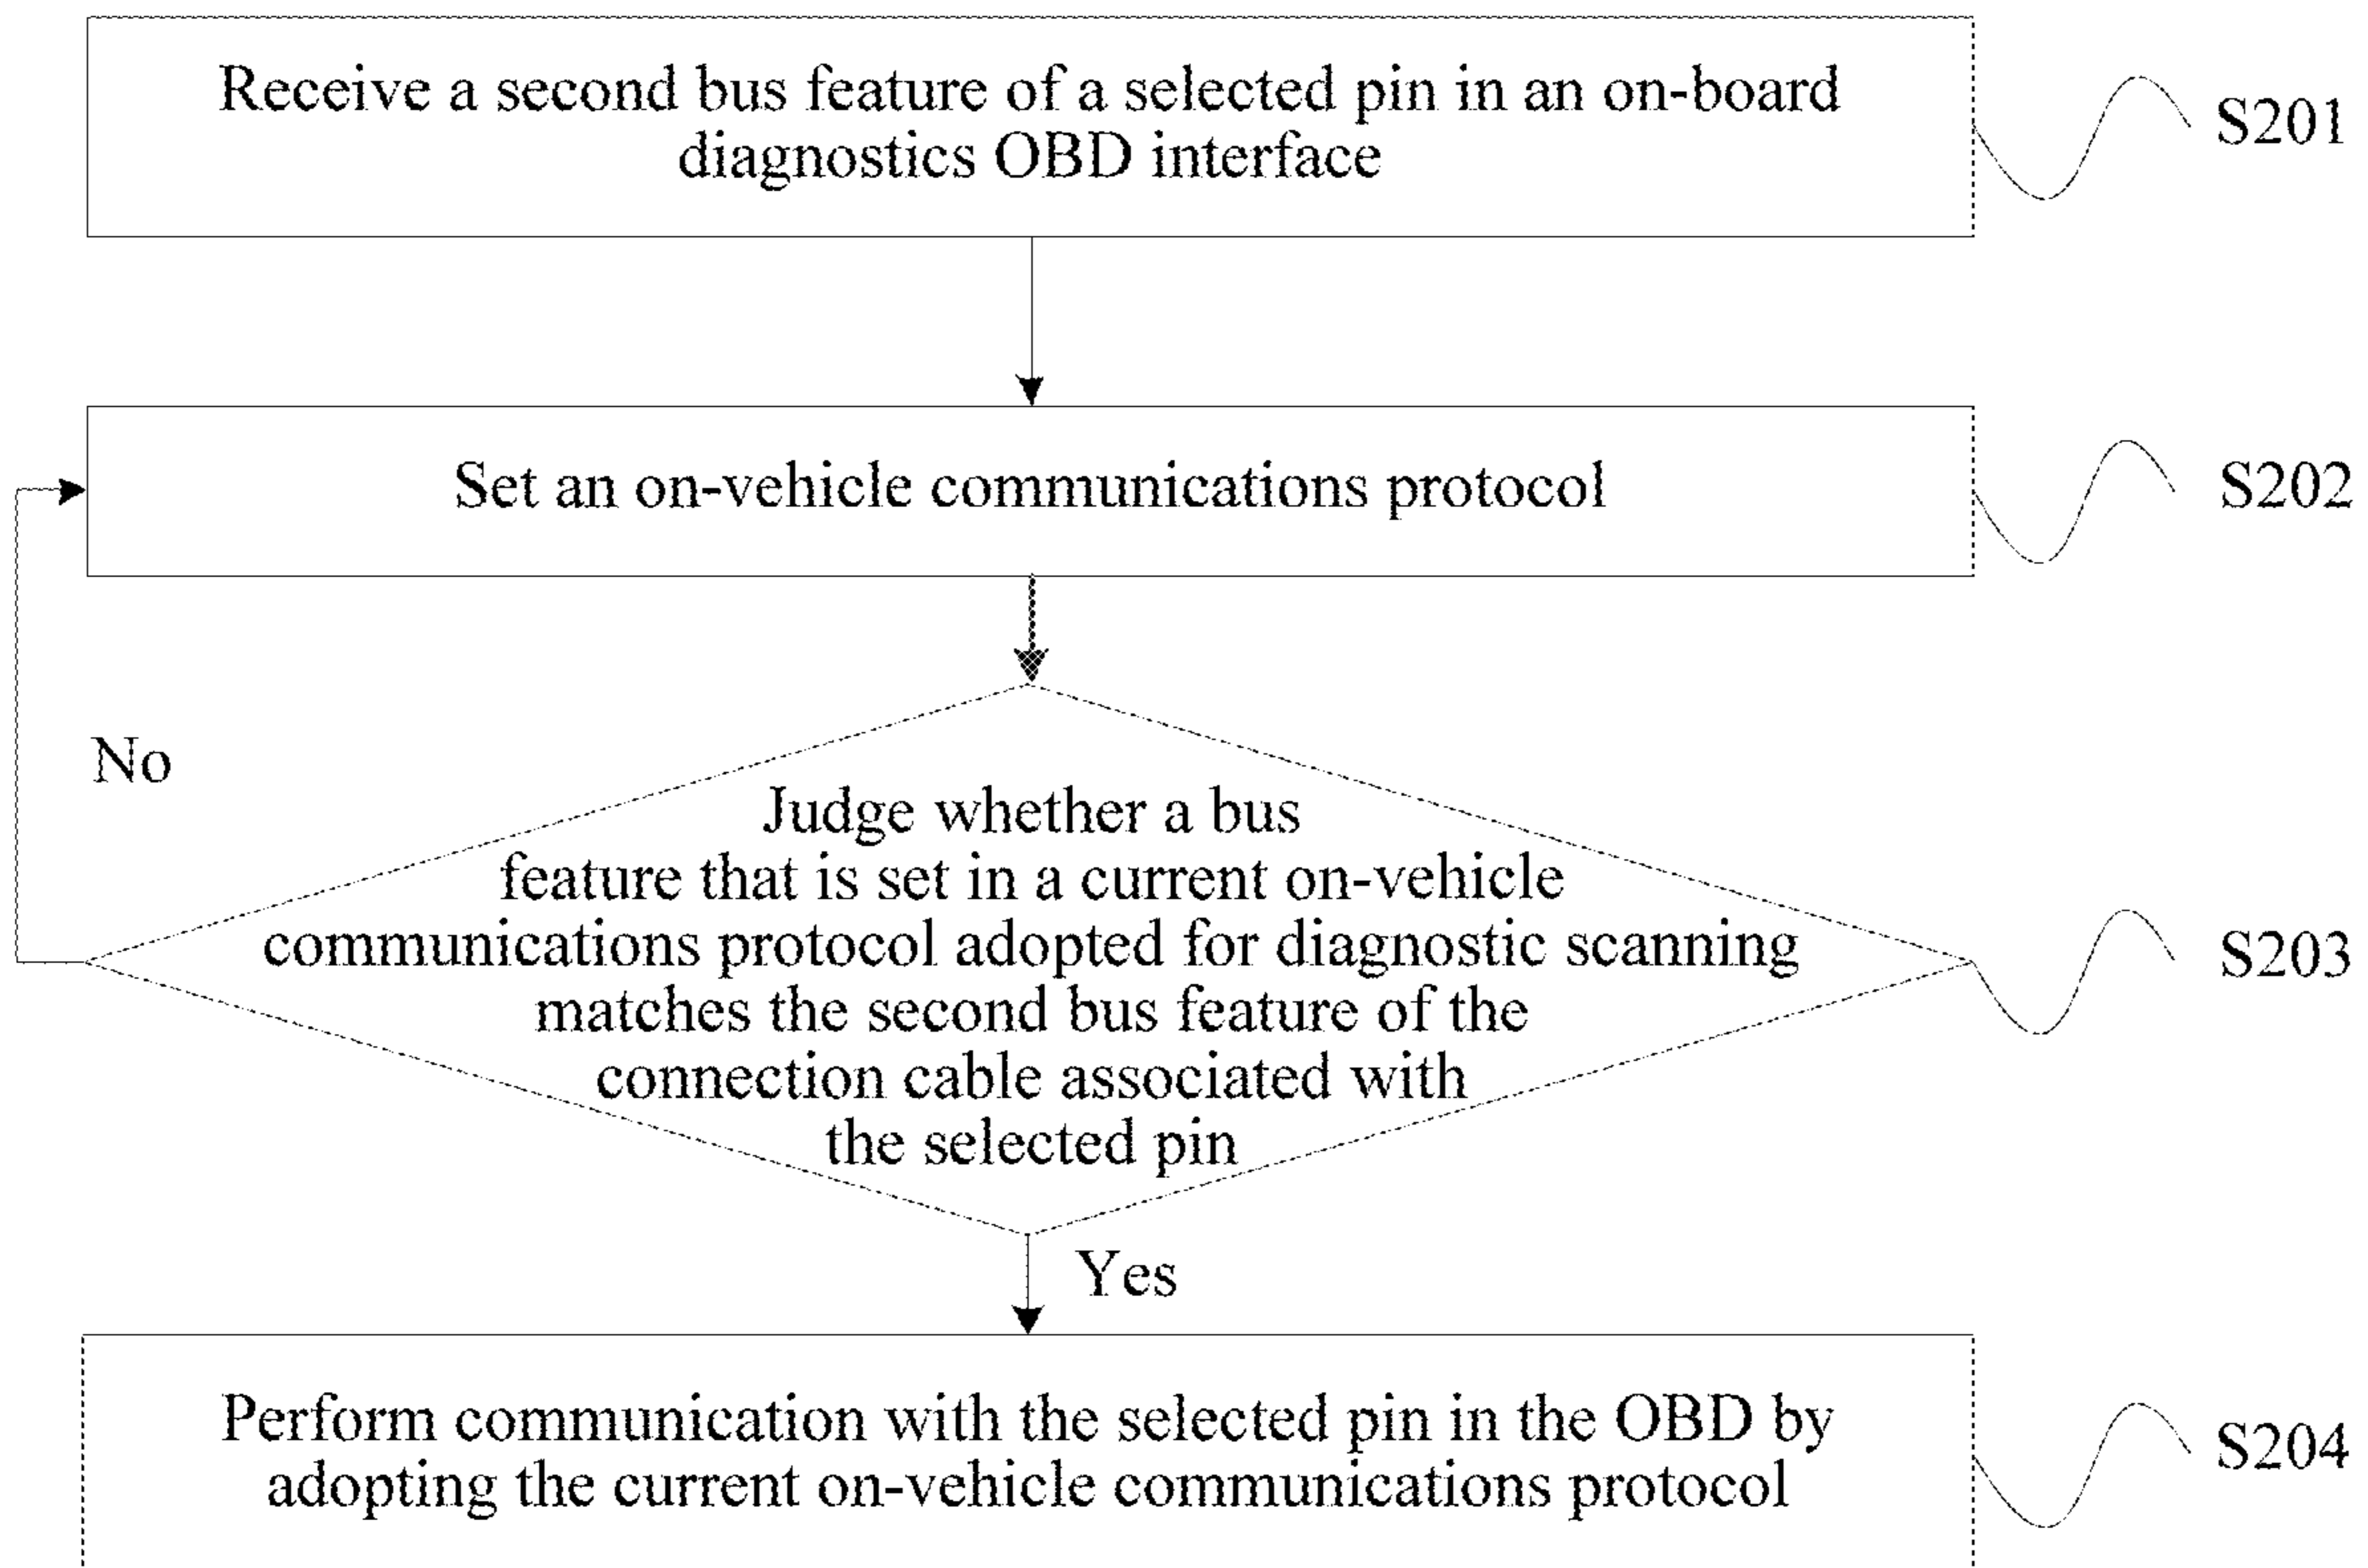 Receive a second bus feature of a selected pin in an on-board
diagnostics OBD interface
S201
Set an on-vehicle communications protocol
S202
No
Judge whether a bus
feature that is set in a current on-vehicle
communications protocol adopted for diagnostic scanning
matches the second bus feature of the
connection cable associated with
the selected pin
S203
Yes
Perform communication with the selected pin in the OBD by
adopting the current on-vehicle communications protocol
S204